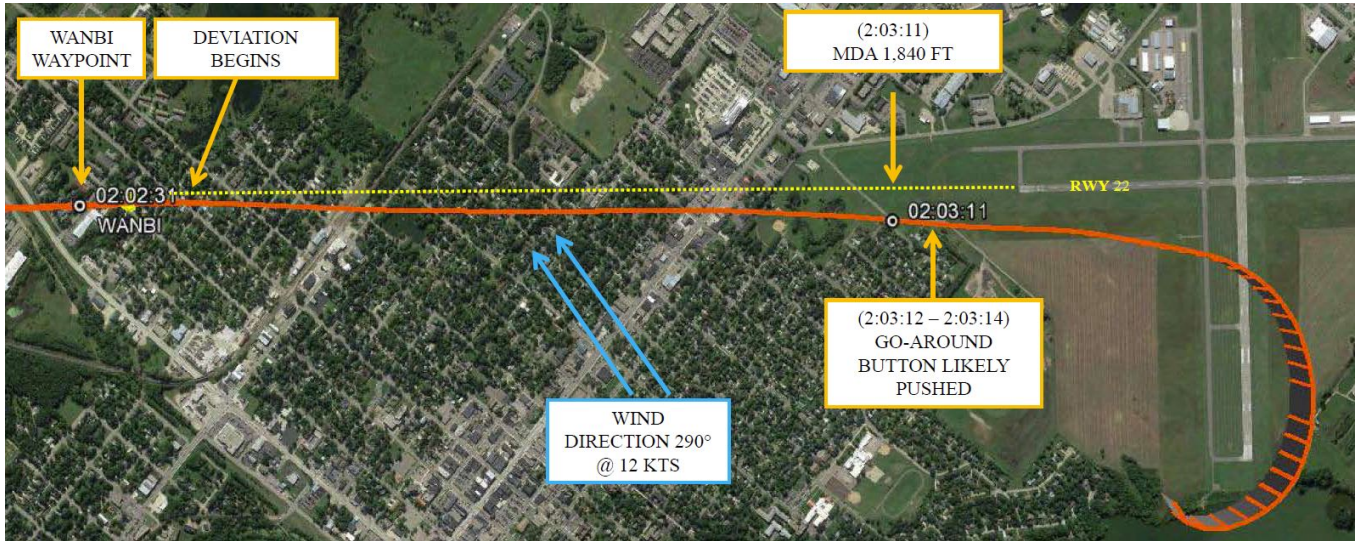 WANBI
WAYPOINT
DEVIATION
BEGINS
(2:03:11)
MDA 1,840 FT
02:02:31
WANBI
RWY 22
02:03:11
(2:03:12 – 2:03:14)
GO-AROUND
BUTTON LIKELY
PUSHED
WIND
DIRECTION 290°
@ 12 KTS